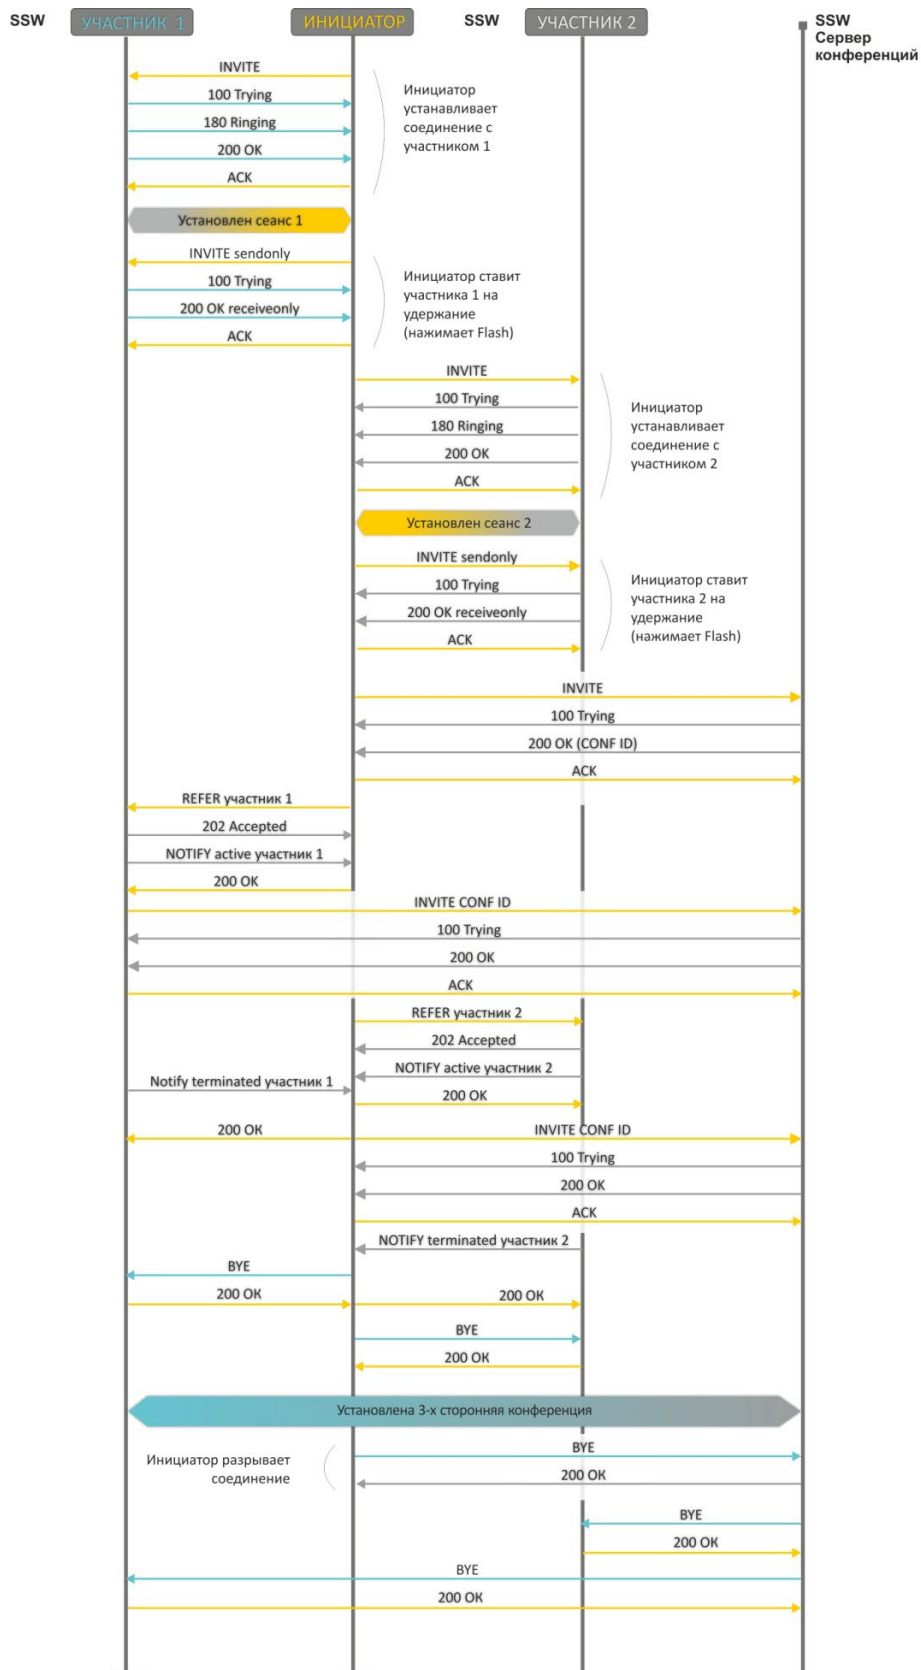 SSW
УЧАСТНИК 1
ИНИЦИАТОР
SSW
УЧАСТНИК 2
SSW
Сервер
конференций
INVITE
100 Trying
180 Ringing
200 OK
ACK
Инициатор
устанавливает
соединение с
участником 1
Установлен сеанс 1
INVITE sendonly
100 Trying
200 OK receiveonly
ACK
Инициатор ставит
участника 1 на
удержание
(нажимает Flash)
INVITE
100 Trying
180 Ringing
200 OK
ACK
Инициатор
устанавливает
соединение с
участником 2
Установлен сеанс 2
INVITE sendonly
100 Trying
200 OK receiveonly
ACK
Инициатор ставит
участника 2 на
удержание
(нажимает Flash)
INVITE
100 Trying
200 OK (CONF ID)
ACK
REFER участник 1
202 Accepted
NOTIFY active участник 1
200 OK
INVITE CONF ID
100 Trying
200 OK
ACK
REFER участник 2
202 Accepted
NOTIFY active участник 2
Notify terminated участник 1
200 OK
200 OK
INVITE CONF ID
100 Trying
200 OK
ACK
NOTIFY terminated участник 2
BYE
200 OK
200 OK
BYE
200 OK
Установлена 3-х сторонняя конференция
Инициатор разрывает
соединение
BYE
200 OK
BYE
200 OK
BYE
200 OK